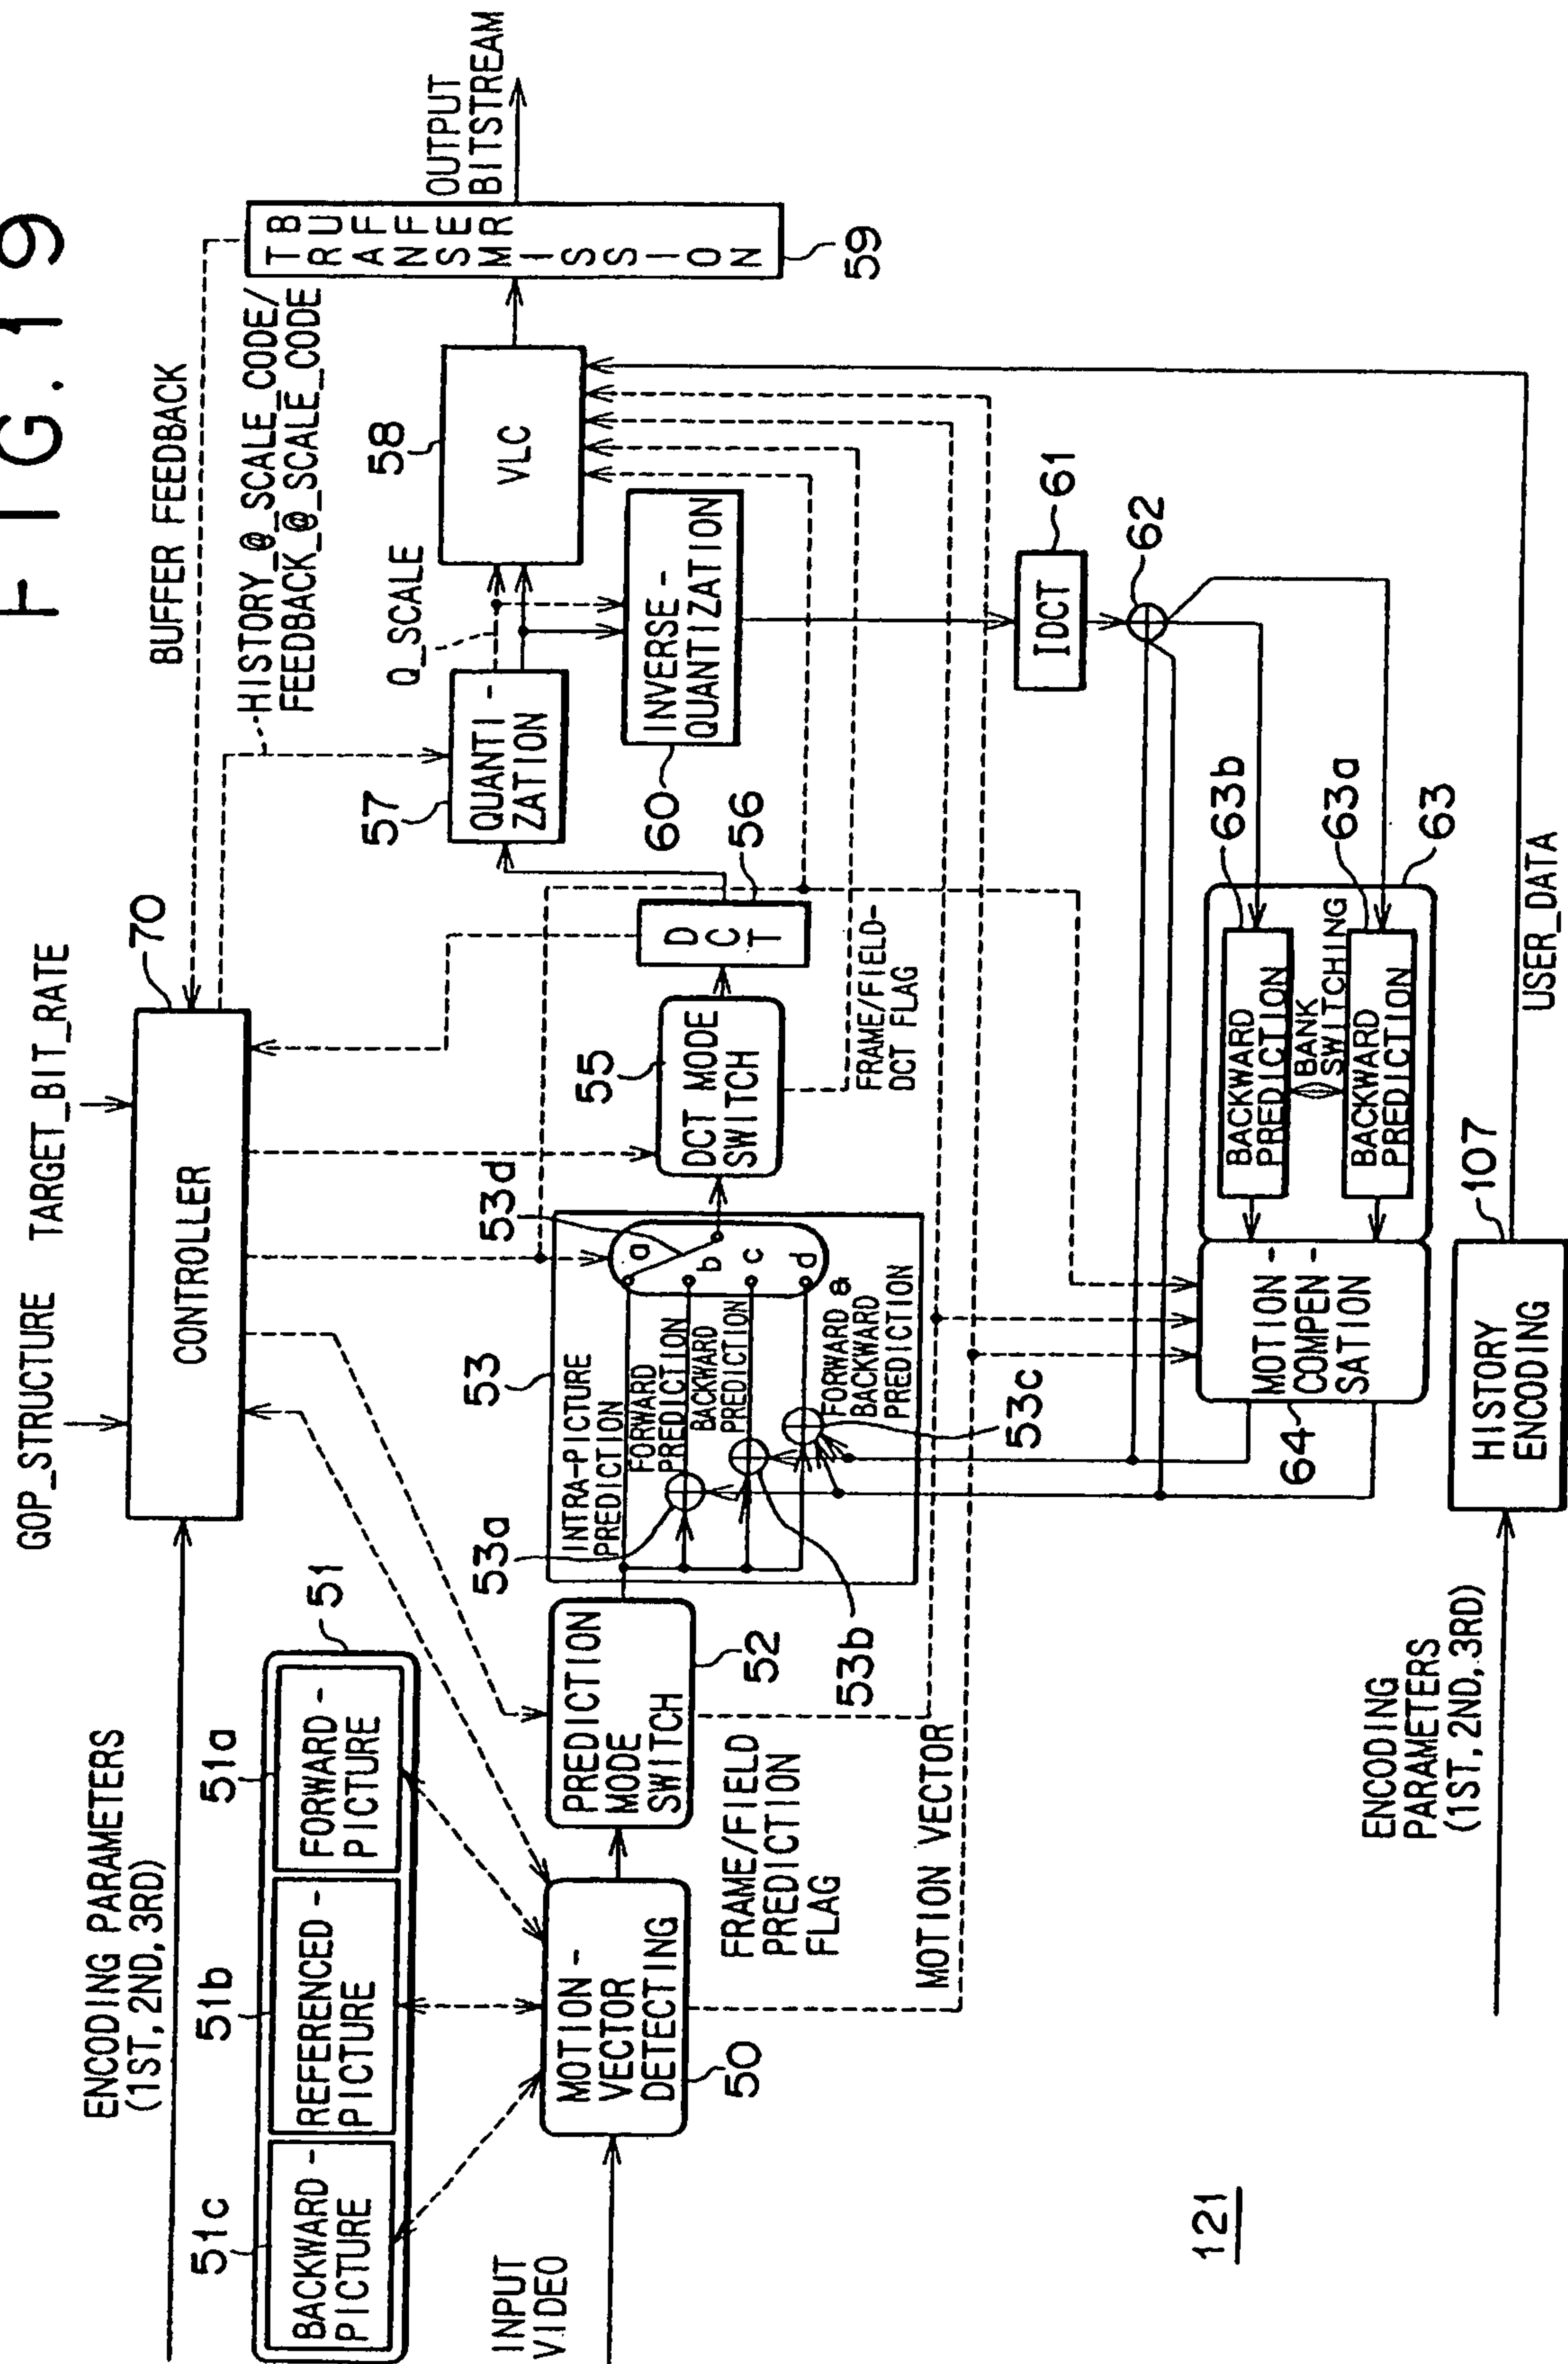 FIG. 19
GOP_STRUCTURE
TARGET_BIT_RATE
ENCODING PARAMETERS
(1ST, 2ND, 3RD)
CONTROLLER
70
BUFFER FEEDBACK
HISTORY_@_SCALE_CODE/
FEEDBACK_@_SCALE_CODE
51
51c
51b
51a
BACKWARD-
PICTURE
REFERENCED-
PICTURE
FORWARD-
PICTURE
INPUT
VIDEO
MOTION-
VECTOR
DETECTING
50
PREDICTION
MODE
SWITCH
52
FRAME/FIELD
PREDICTION
FLAG
MOTION VECTOR
53
53a
53b
53c
53d
INTRA-PICTURE
PREDICTION
FORWARD
PREDICTION
BACKWARD
PREDICTION
FORWARD &
BACKWARD
PREDICTION
a
b
c
d
55
DCT MODE
SWITCH
FRAME/FIELD-
DCT FLAG
DCT
56
57
QUANTI-
ZATION
Q_SCALE
58
VLC
TRANSMISSION
BUFFER
59
OUTPUT
BITSTREAM
60
INVERSE-
QUANTIZATION
IDCT
61
62
63b
63a
63
BACKWARD
PREDICTION
BANK
SWITCHING
BACKWARD
PREDICTION
MOTION-
COMPEN-
SATION
64
ENCODING
PARAMETERS
(1ST, 2ND, 3RD)
HISTORY
ENCODING
107
USER_DATA
121